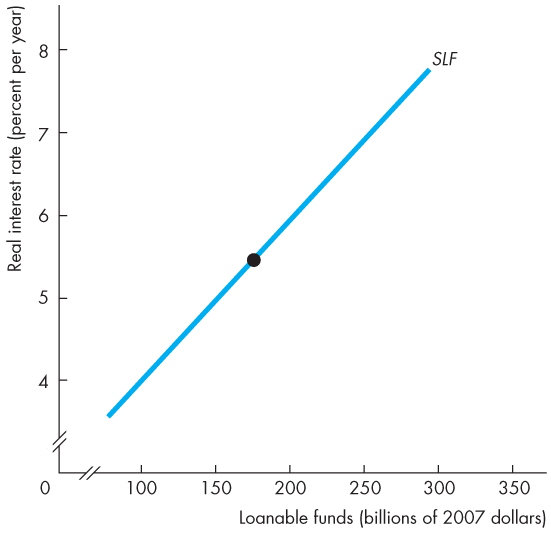 Real interest rate (percent per year)
SLF
8
7
6
5
4
0
100 150 200 250 300 350
Loanable funds (billions of 2007 dollars)